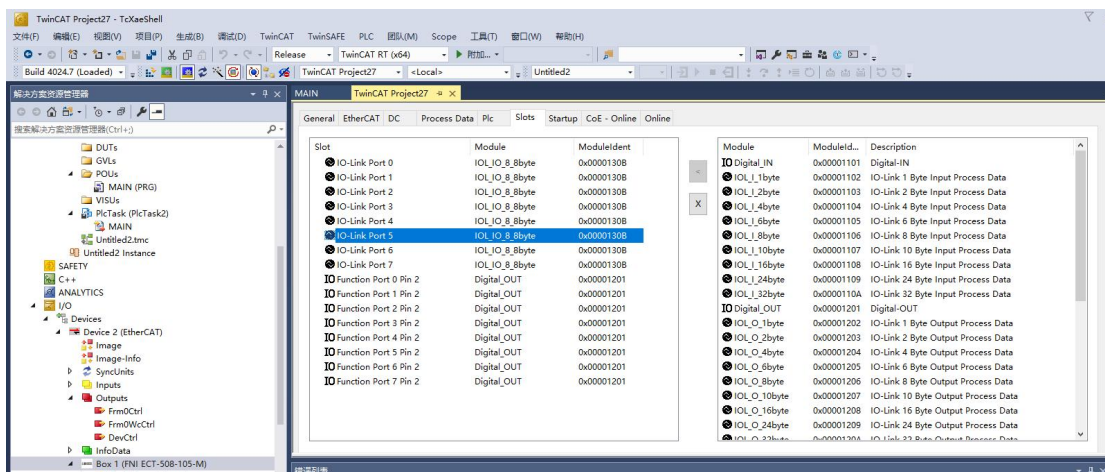 TwinCAT Project27 - TcXaeShell
文件(F) 编辑(E) 视图(V) 项目(P) 生成(B) 调试(D) TwinCAT TwinSAFE PLC 团队(M) Scope 工具(T) 窗口(W) 帮助(H)
Release TwinCAT RT (x64) 附加...
Build 4024.7 (Loaded) TwinCAT Project27 <Local> Untitled2
解决方案资源管理器
搜索解决方案资源管理器(Ctrl+;)
DUTs
GVLs
POUs
MAIN (PRG)
VISUs
PlcTask (PlcTask2)
MAIN
Untitled2.tmc
Untitled2 Instance
SAFETY
C++
ANALYTICS
I/O
Devices
Device 2 (EtherCAT)
Image
Image-Info
SyncUnits
Inputs
Outputs
Frm0Ctrl
Frm0WcCtrl
DevCtrl
InfoData
Box 1 (FNI ECT-508-105-M)
MAIN TwinCAT Project27
General EtherCAT DC Process Data Plc Slots Startup CoE - Online Online
Slot Module ModuleIdent
IO-Link Port 0 IOL_IO_8_8byte 0x0000130B
IO-Link Port 1 IOL_IO_8_8byte 0x0000130B
IO-Link Port 2 IOL_IO_8_8byte 0x0000130B
IO-Link Port 3 IOL_IO_8_8byte 0x0000130B
IO-Link Port 4 IOL_IO_8_8byte 0x0000130B
IO-Link Port 5 IOL_IO_8_8byte 0x0000130B
IO-Link Port 6 IOL_IO_8_8byte 0x0000130B
IO-Link Port 7 IOL_IO_8_8byte 0x0000130B
IO Function Port 0 Pin 2 Digital_OUT 0x00001201
IO Function Port 1 Pin 2 Digital_OUT 0x00001201
IO Function Port 2 Pin 2 Digital_OUT 0x00001201
IO Function Port 3 Pin 2 Digital_OUT 0x00001201
IO Function Port 4 Pin 2 Digital_OUT 0x00001201
IO Function Port 5 Pin 2 Digital_OUT 0x00001201
IO Function Port 6 Pin 2 Digital_OUT 0x00001201
IO Function Port 7 Pin 2 Digital_OUT 0x00001201
<
X
Module ModuleId... Description
IO Digital_IN 0x00001101 Digital-IN
IOL_I_1byte 0x00001102 IO-Link 1 Byte Input Process Data
IOL_I_2byte 0x00001103 IO-Link 2 Byte Input Process Data
IOL_I_4byte 0x00001104 IO-Link 4 Byte Input Process Data
IOL_I_6byte 0x00001105 IO-Link 6 Byte Input Process Data
IOL_I_8byte 0x00001106 IO-Link 8 Byte Input Process Data
IOL_I_10byte 0x00001107 IO-Link 10 Byte Input Process Data
IOL_I_16byte 0x00001108 IO-Link 16 Byte Input Process Data
IOL_I_24byte 0x00001109 IO-Link 24 Byte Input Process Data
IOL_I_32byte 0x0000110A IO-Link 32 Byte Input Process Data
IO Digital_OUT 0x00001201 Digital-OUT
IOL_O_1byte 0x00001202 IO-Link 1 Byte Output Process Data
IOL_O_2byte 0x00001203 IO-Link 2 Byte Output Process Data
IOL_O_4byte 0x00001204 IO-Link 4 Byte Output Process Data
IOL_O_6byte 0x00001205 IO-Link 6 Byte Output Process Data
IOL_O_8byte 0x00001206 IO-Link 8 Byte Output Process Data
IOL_O_10byte 0x00001207 IO-Link 10 Byte Output Process Data
IOL_O_16byte 0x00001208 IO-Link 16 Byte Output Process Data
IOL_O_24byte 0x00001209 IO-Link 24 Byte Output Process Data
IOL_O_32byte 0x0000120A IO-Link 32 Byte Output Process Data
错误列表